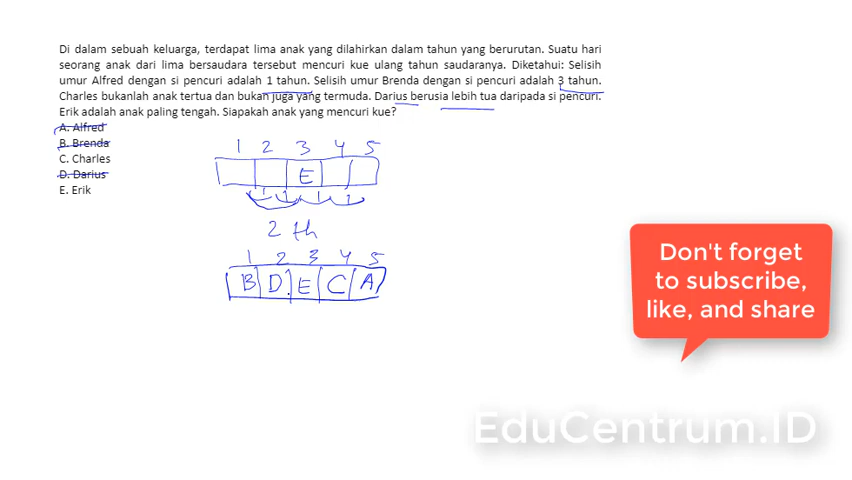 Di dalam sebuah keluarga, terdapat lima anak yang dilahirkan dalam tahun yang berurutan. Suatu hari
seorang anak dari lima bersaudara tersebut mencuri kue ulang tahun saudaranya. Diketahui: Selisih
umur Alfred dengan si pencuri adalah 1 tahun. Selisih umur Brenda dengan si pencuri adalah 3 tahun.
Charles bukanlah anak tertua dan bukan juga yang termuda. Darius berusia lebih tua daripada si pencuri.
Erik adalah anak paling tengah. Siapakah anak yang mencuri kue?
A. Alfred
B. Brenda
C. Charles
D. Darius
E. Erik
1 2 3 4 5
E
1 1 1 1
2 th
1 2 3 4 5
B D E C A
Don't forget
to subscribe,
like, and share
EduCentrum.ID